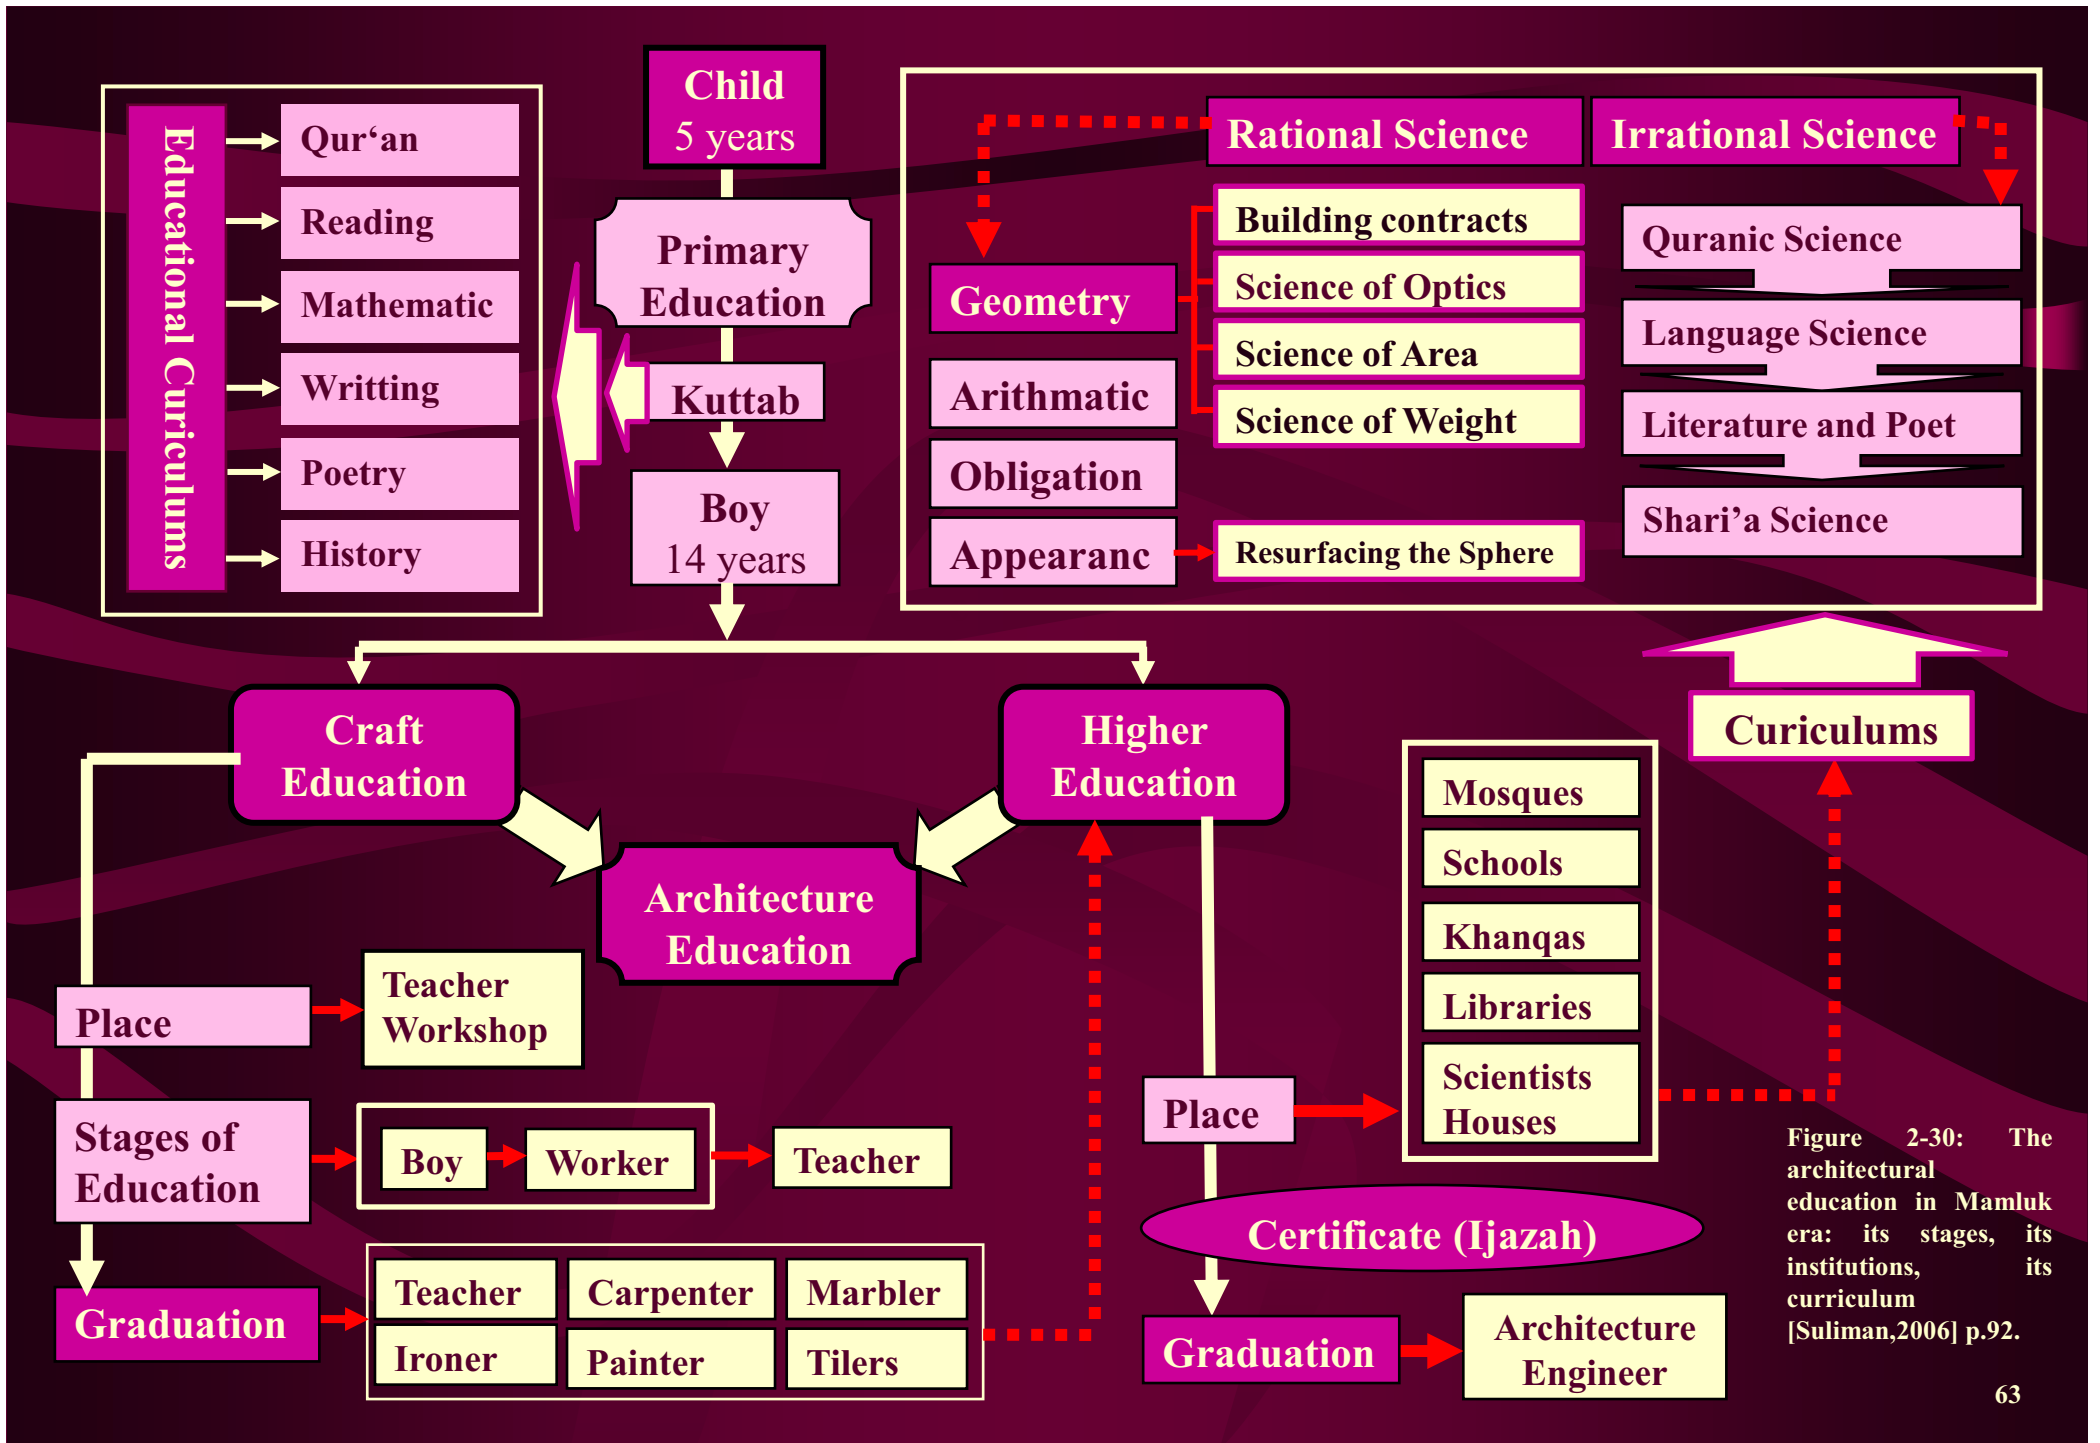 Child
5 years
Primary
Education
Kuttab
Boy
14 years
Educational Curiculums
Qur‘an
Reading
Mathematic
Writting
Poetry
History
Rational Science
Irrational Science
Geometry
Arithmatic
Obligation
Appearanc
Building contracts
Science of Optics
Science of Area
Science of Weight
Resurfacing the Sphere
Quranic Science
Language Science
Literature and Poet
Shari’a Science
Curiculums
Craft
Education
Higher
Education
Architecture
Education
Place
Teacher
Workshop
Stages of
Education
Boy
Worker
Teacher
Graduation
Teacher
Carpenter
Marbler
Ironer
Painter
Tilers
Mosques
Schools
Khanqas
Libraries
Scientists
Houses
Place
Certificate (Ijazah)
Graduation
Architecture
Engineer
Figure 2-30: The
architectural
education in Mamluk
era: its stages, its
institutions, its
curriculum
[Suliman,2006] p.92.
63